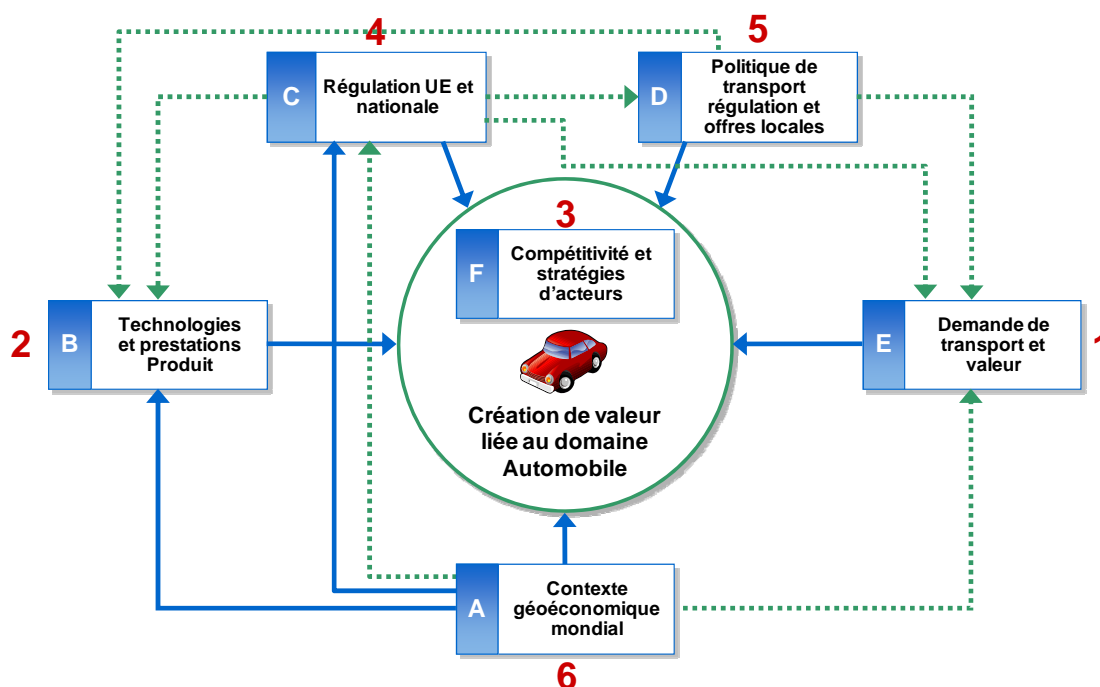 5
4
C
Régulation UE et
nationale
D
Politique de
transport
régulation et
offres locales
3
F
Compétitivité et
stratégies
d'acteurs
2
B
Technologies
et prestations
Produit
E
Demande de
transport et
valeur
Création de valeur
liée au domaine
Automobile
A
Contexte
géoéconomique
mondial
6